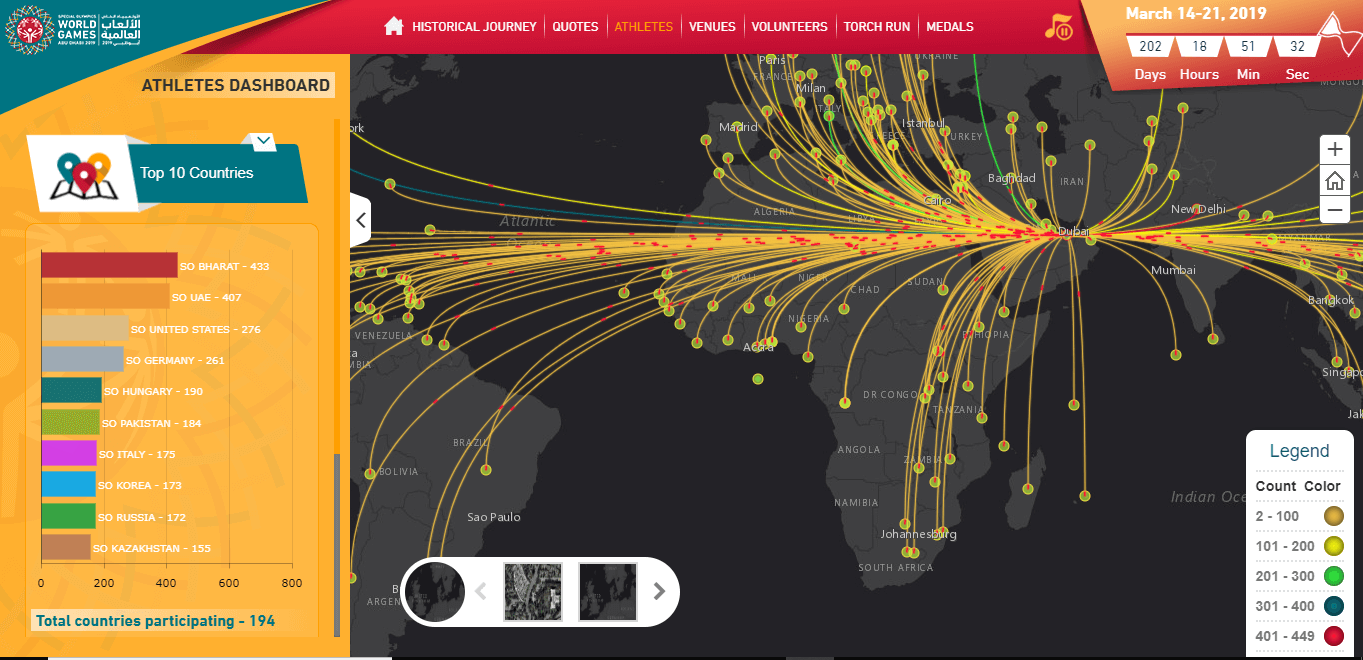 SPECIAL OLYMPICS
WORLD
GAMES
ABU DHABI 2019
الأولمبياد الخاص
الألعاب
العالمية
أبوظبي 2019
HISTORICAL JOURNEY
QUOTES
ATHLETES
VENUES
VOLUNTEERS
TORCH RUN
MEDALS
March 14-21, 2019
202 18 51 32
Days Hours Min Sec
ATHLETES DASHBOARD
Top 10 Countries
SO BHARAT - 433
SO UAE - 407
SO UNITED STATES - 276
SO GERMANY - 261
SO HUNGARY - 190
SO PAKISTAN - 184
SO ITALY - 175
SO KOREA - 173
SO RUSSIA - 172
SO KAZAKHSTAN - 155
0 200 400 600 800
Total countries participating - 194
ork
Paris
FRANCE
UKRAINE
MONGO
Milan
ITALY
Madrid
Istanbul
GREECE
TURKEY
Baghdad
IRAN
Cairo
ALGERIA
LIBYA
Atlantic
New Delhi
Dubai
MYANMAR
Mumbai
MALI
NIGER
CHAD
SUDAN
Bangkok
NIGERIA
VENEZUELA
Accra
ETHIOPIA
MBIA
Singap
DR CONGO
TANZANIA
Jak
BRAZIL
ANGOLA
ZAMBIA
BOLIVIA
NAMIBIA
Indian Oce
Sao Paulo
Johannesburg
SOUTH AFRICA
B
ARGEN
Legend
Count Color
2 - 100
101 - 200
201 - 300
301 - 400
401 - 449